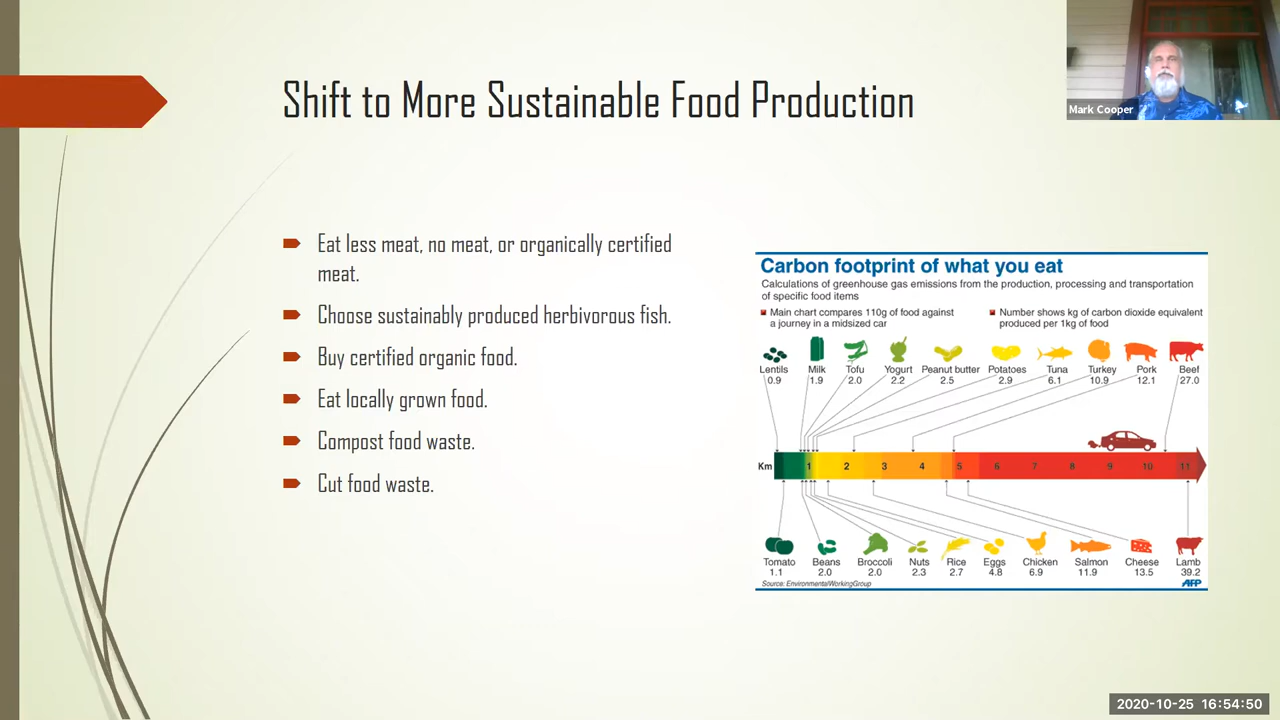 Shift to More Sustainable Food Production
Mark Cooper
Eat less meat, no meat, or organically certified
meat.
Choose sustainably produced herbivorous fish.
Buy certified organic food.
Eat locally grown food.
Compost food waste.
Cut food waste.
Carbon footprint of what you eat
Calculations of greenhouse gas emissions from the production, processing and transportation
of specific food items
Main chart compares 110g of food against
a journey in a midsized car
Number shows kg of carbon dioxide equivalent
produced per 1kg of food
Lentils Milk Tofu Yogurt Peanut butter Potatoes Tuna Turkey Pork Beef
0.9 1.9 2.0 2.2 2.5 2.9 6.1 10.9 12.1 27.0
Km 1 2 3 4 5 6 7 8 9 10 11
Tomato Beans Broccoli Nuts Rice Eggs Chicken Salmon Cheese Lamb
1.1 2.0 2.0 2.3 2.7 4.8 6.9 11.9 13.5 39.2
Source: EnvironmentalWorkingGroup
AFP
2020-10-25 16:54:50